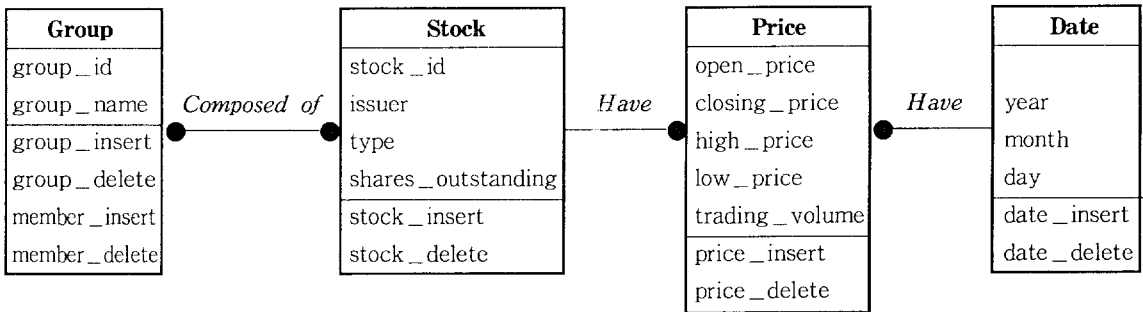 Group
group_id
group_name
group_insert
group_delete
member_insert
member_delete
Composed of
Stock
stock_id
issuer
type
shares_outstanding
stock_insert
stock_delete
Have
Price
open_price
closing_price
high_price
low_price
trading_volume
price_insert
price_delete
Have
Date
year
month
day
date_insert
date_delete